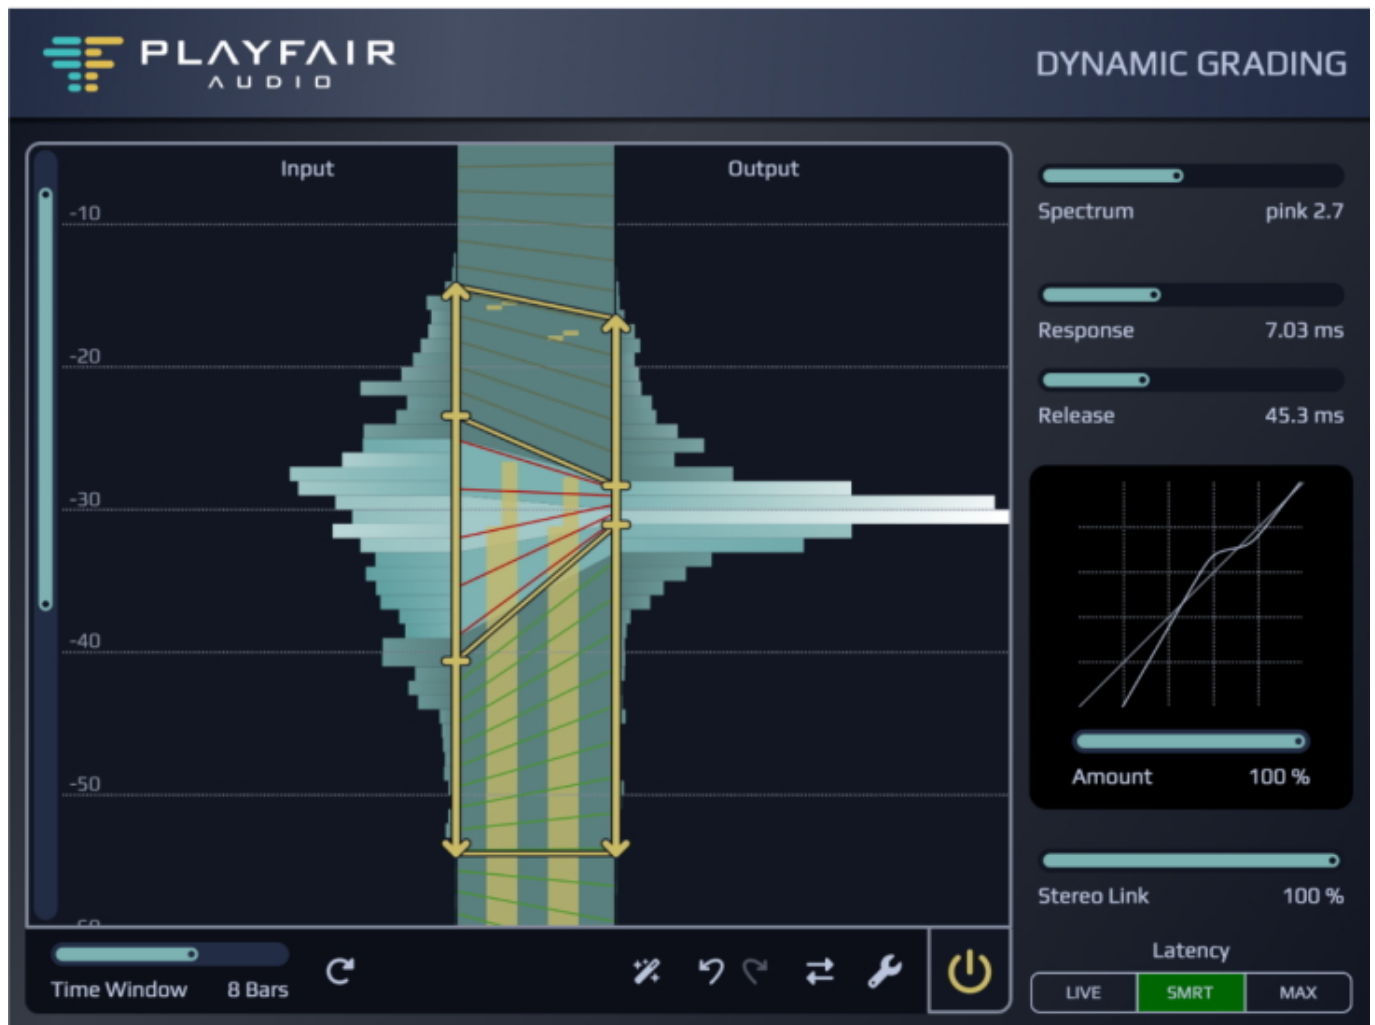 PLAYFAIR
AUDIO
DYNAMIC GRADING
Input
Output
-10
-20
-30
-40
-50
Spectrum pink 2.7
Response 7.03 ms
Release 45.3 ms
Amount 100 %
Stereo Link 100 %
Time Window 8 Bars
Latency
LIVE SMRT MAX